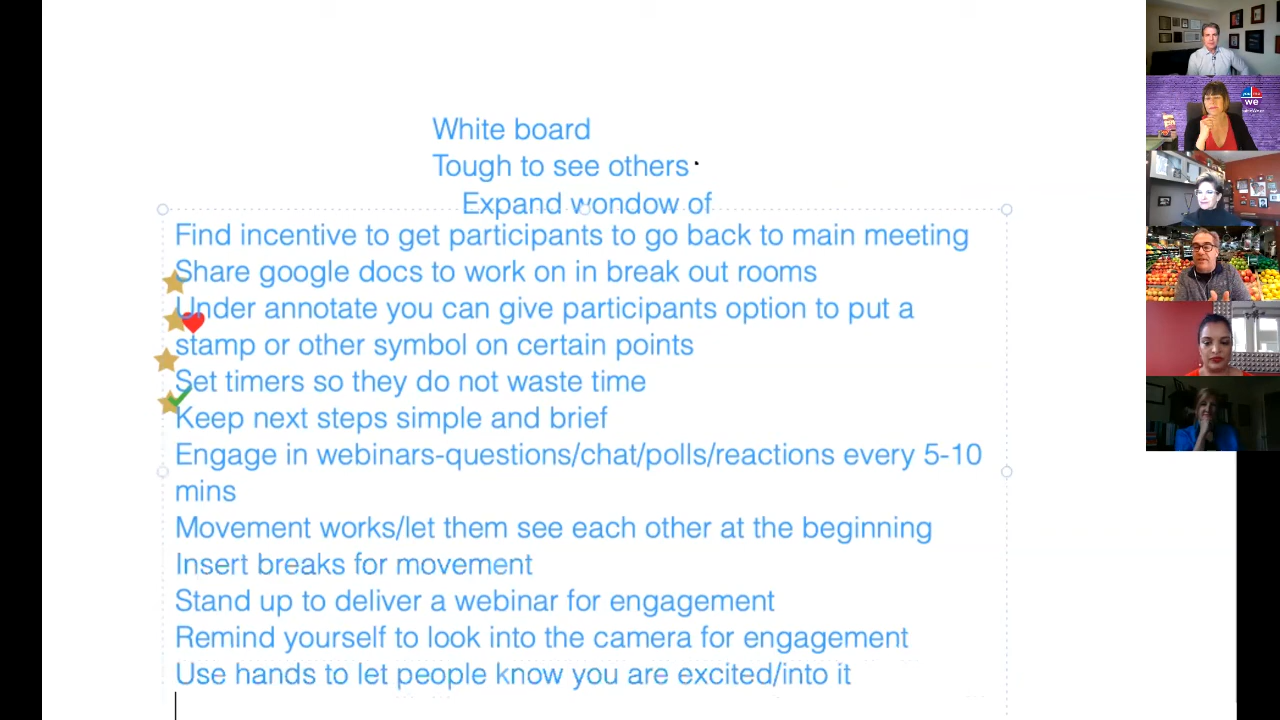 White board
Tough to see others
Expand wondow of
Find incentive to get participants to go back to main meeting
Share google docs to work on in break out rooms
Under annotate you can give participants option to put a
stamp or other symbol on certain points
Set timers so they do not waste time
Keep next steps simple and brief
Engage in webinars-questions/chat/polls/reactions every 5-10
mins
Movement works/let them see each other at the beginning
Insert breaks for movement
Stand up to deliver a webinar for engagement
Remind yourself to look into the camera for engagement
Use hands to let people know you are excited/into it
we